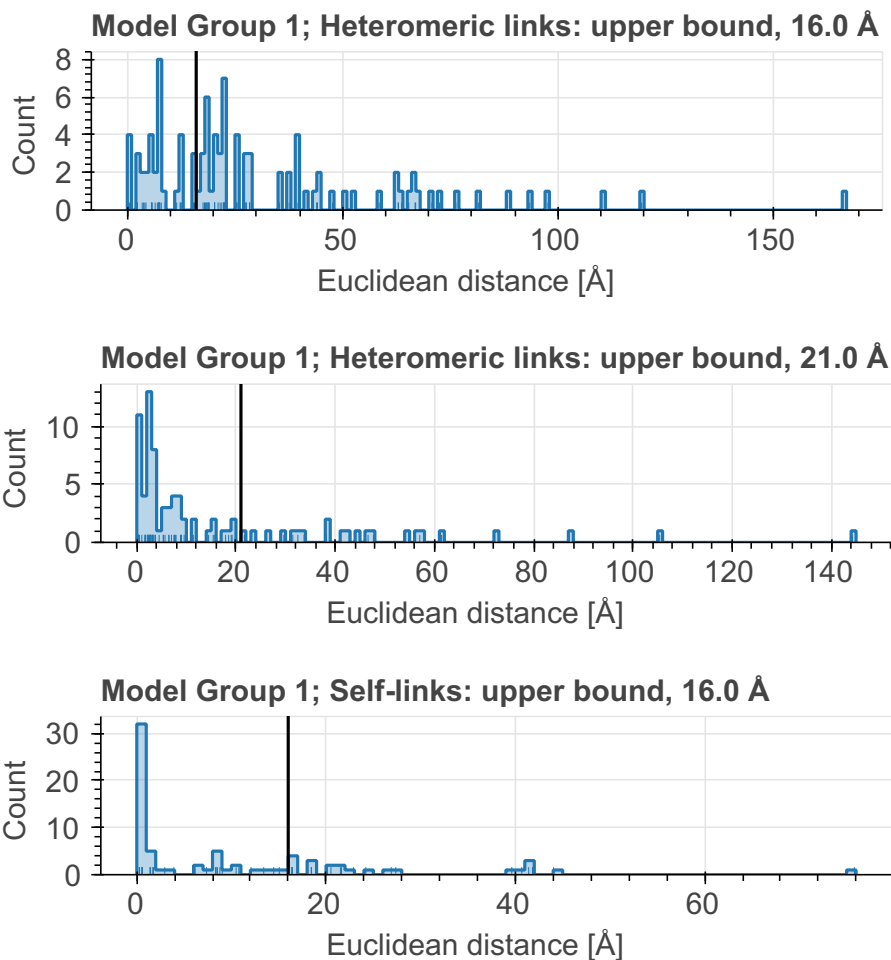 Model Group 1; Heteromeric links: upper bound, 16.0 Å
8
6
4
2
0
Count
0 50 100 150
Euclidean distance [Å]
Model Group 1; Heteromeric links: upper bound, 21.0 Å
10
5
0
Count
0 20 40 60 80 100 120 140
Euclidean distance [Å]
Model Group 1; Self-links: upper bound, 16.0 Å
30
20
10
0
Count
0 20 40 60
Euclidean distance [Å]